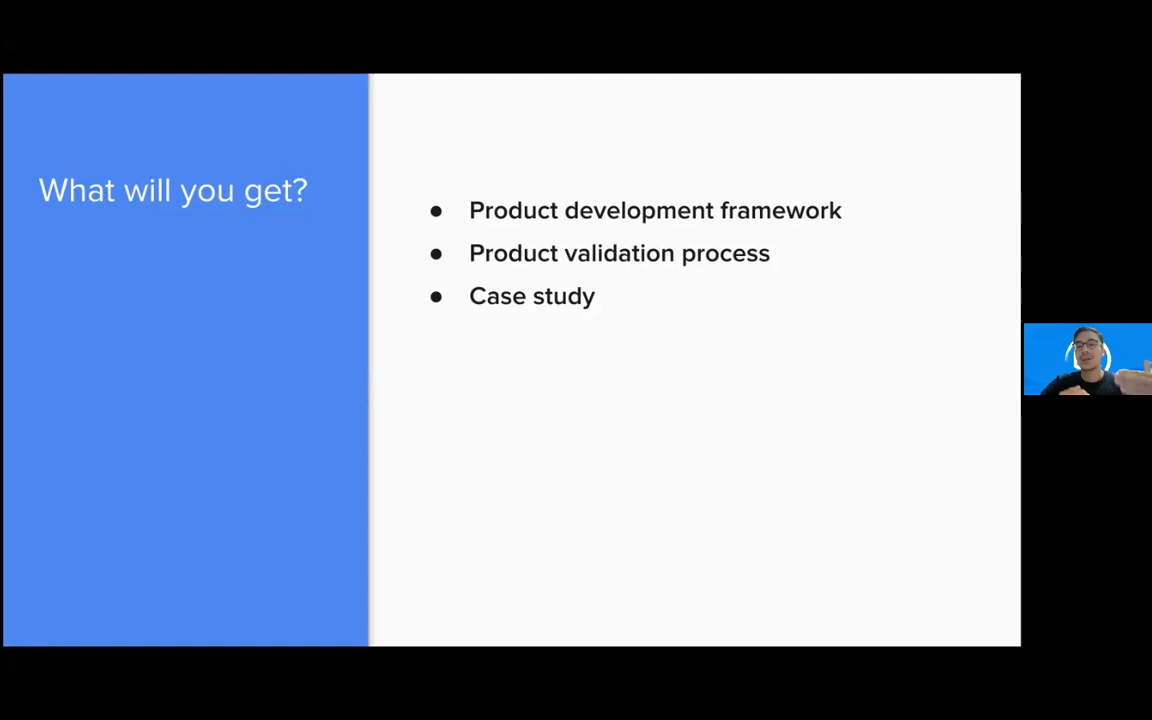 What will you get?
● Product development framework
● Product validation process
● Case study